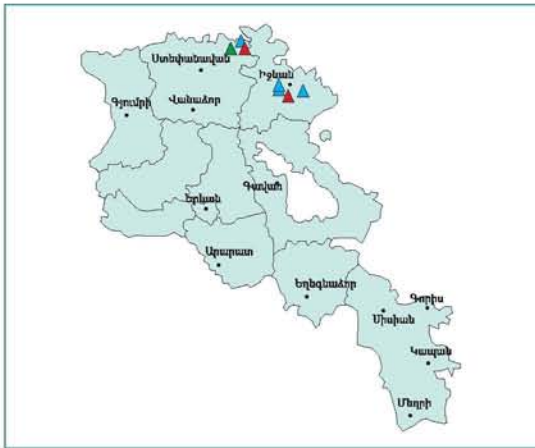 Ստեփանավան
Իջևան
Գյումրի
Վանաձոր
Գավառ
Երևան
Արարատ
Եղեգնաձոր
Գորիս
Սիսիան
Կապան
Մեղրի